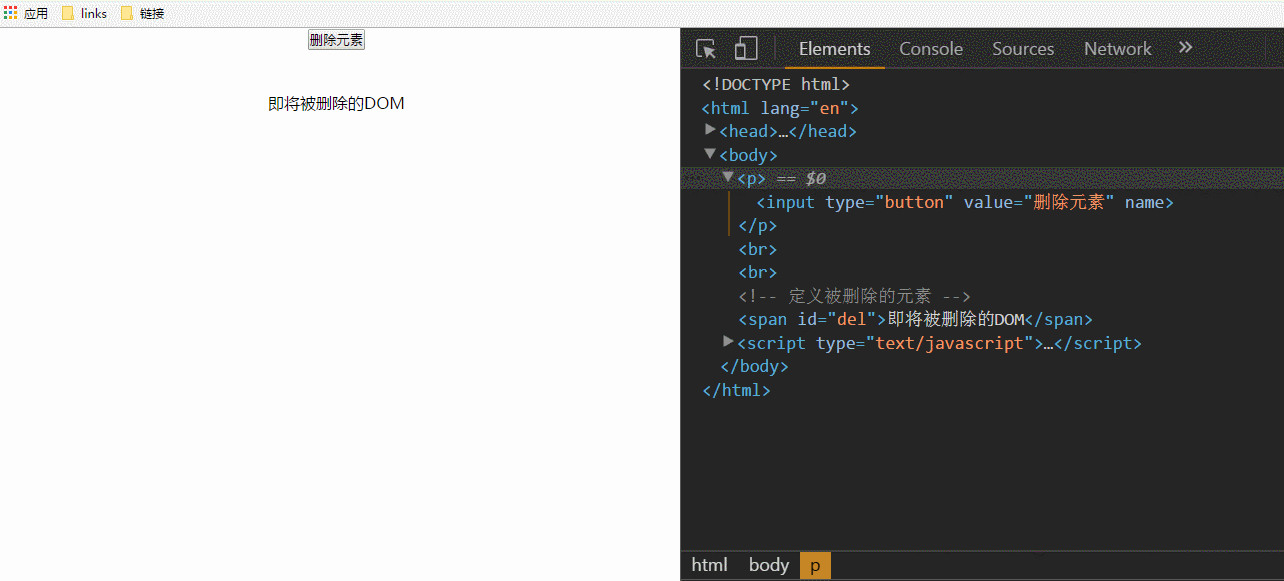 应用 links 链接
删除元素
即将被删除的DOM
Elements Console Sources Network »
<!DOCTYPE html>
<html lang="en">
▶<head>…</head>
▼<body>
▼<p> == $0
<input type="button" value="删除元素" name>
</p>
<br>
<br>
<!-- 定义被删除的元素 -->
<span id="del">即将被删除的DOM</span>
▶<script type="text/javascript">…</script>
</body>
</html>
html body p